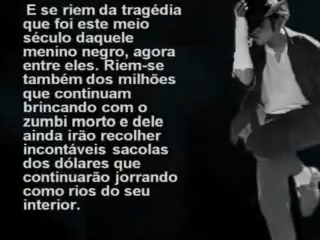 E se riem da tragédia
que foi este meio
século daquele
menino negro, agora
entre eles. Riem-se
também dos milhões
que continuam
brincando com o
zumbi morto e dele
ainda irão recolher
incontáveis sacolas
dos dólares que
continuarão jorrando
como rios do seu
interior.